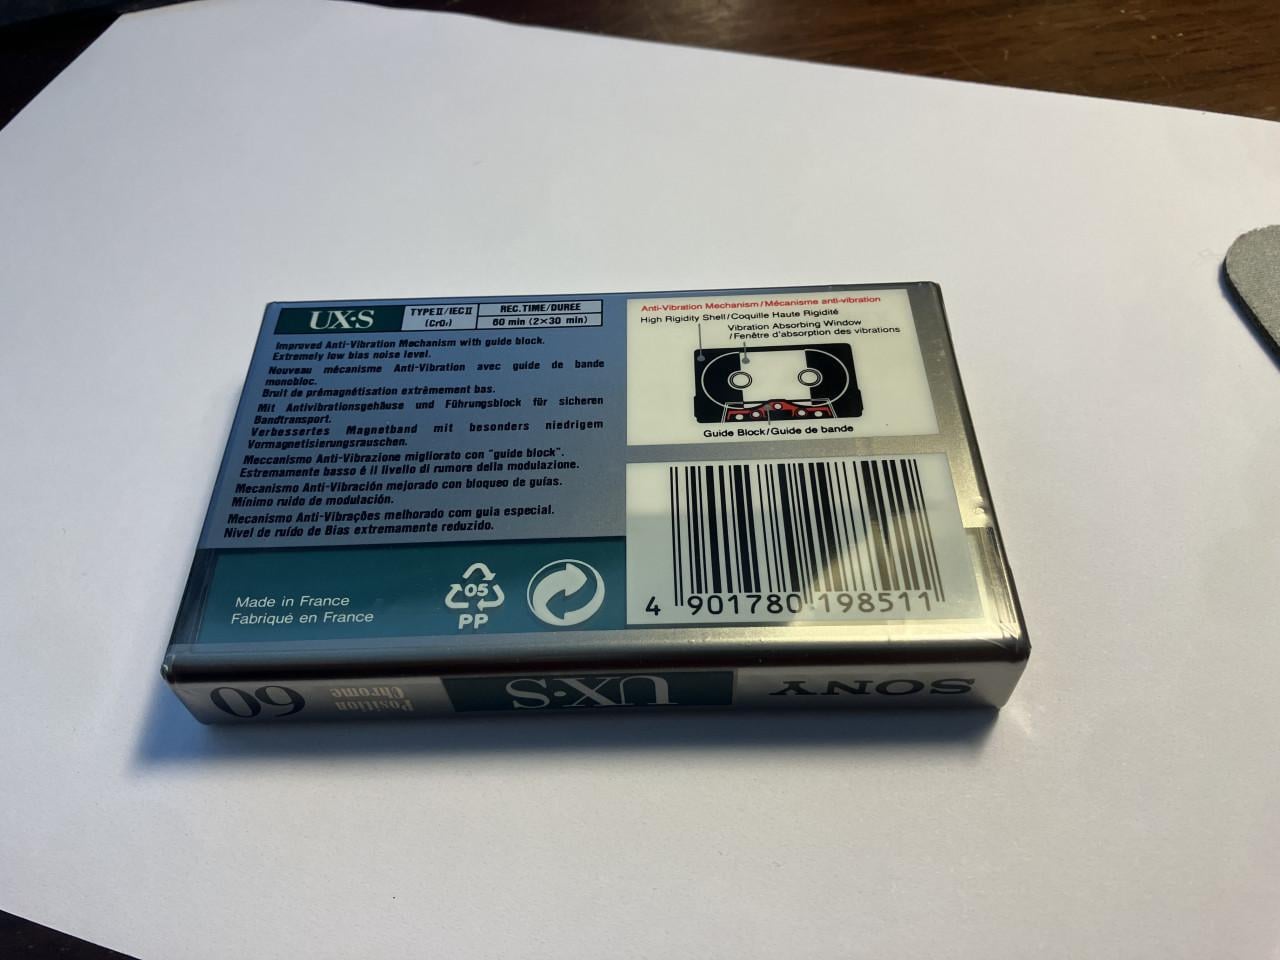 UX·S
TYPE II/IEC II
(CrO₂)
REC.TIME/DUREE
60 min (2×30 min)
Improved Anti-Vibration Mechanism with guide block.
Extremely low bias noise level.
Nouveau mécanisme Anti-Vibration avec guide de bande
monobloc.
Bruit de prémagnétisation extrèmement bas.
Mit Antivibrationsgehäuse und Führungsblock für sicheren
Bandtransport.
Verbessertes Magnetband mit besonders niedrigem
Vormagnetisierungsrauschen.
Meccanismo Anti-Vibrazione migliorato con "guide block".
Estremamente basso é il livello di rumore della modulazione.
Mecanismo Anti-Vibración mejorado con bloqueo de guías.
Mínimo ruido de modulación.
Mecanismo Anti-Vibrações melhorado com guia especial.
Nivel de ruído de Bias extremamente reduzido.
Made in France
Fabriqué en France
05
PP
Anti-Vibration Mechanism/Mécanisme anti-vibration
High Rigidity Shell/Coquille Haute Rigidité
Vibration Absorbing Window
/Fenêtre d'absorption des vibrations
Guide Block/Guide de bande
4 901780 198511
SONY
UX·S
Position
Chrome
60